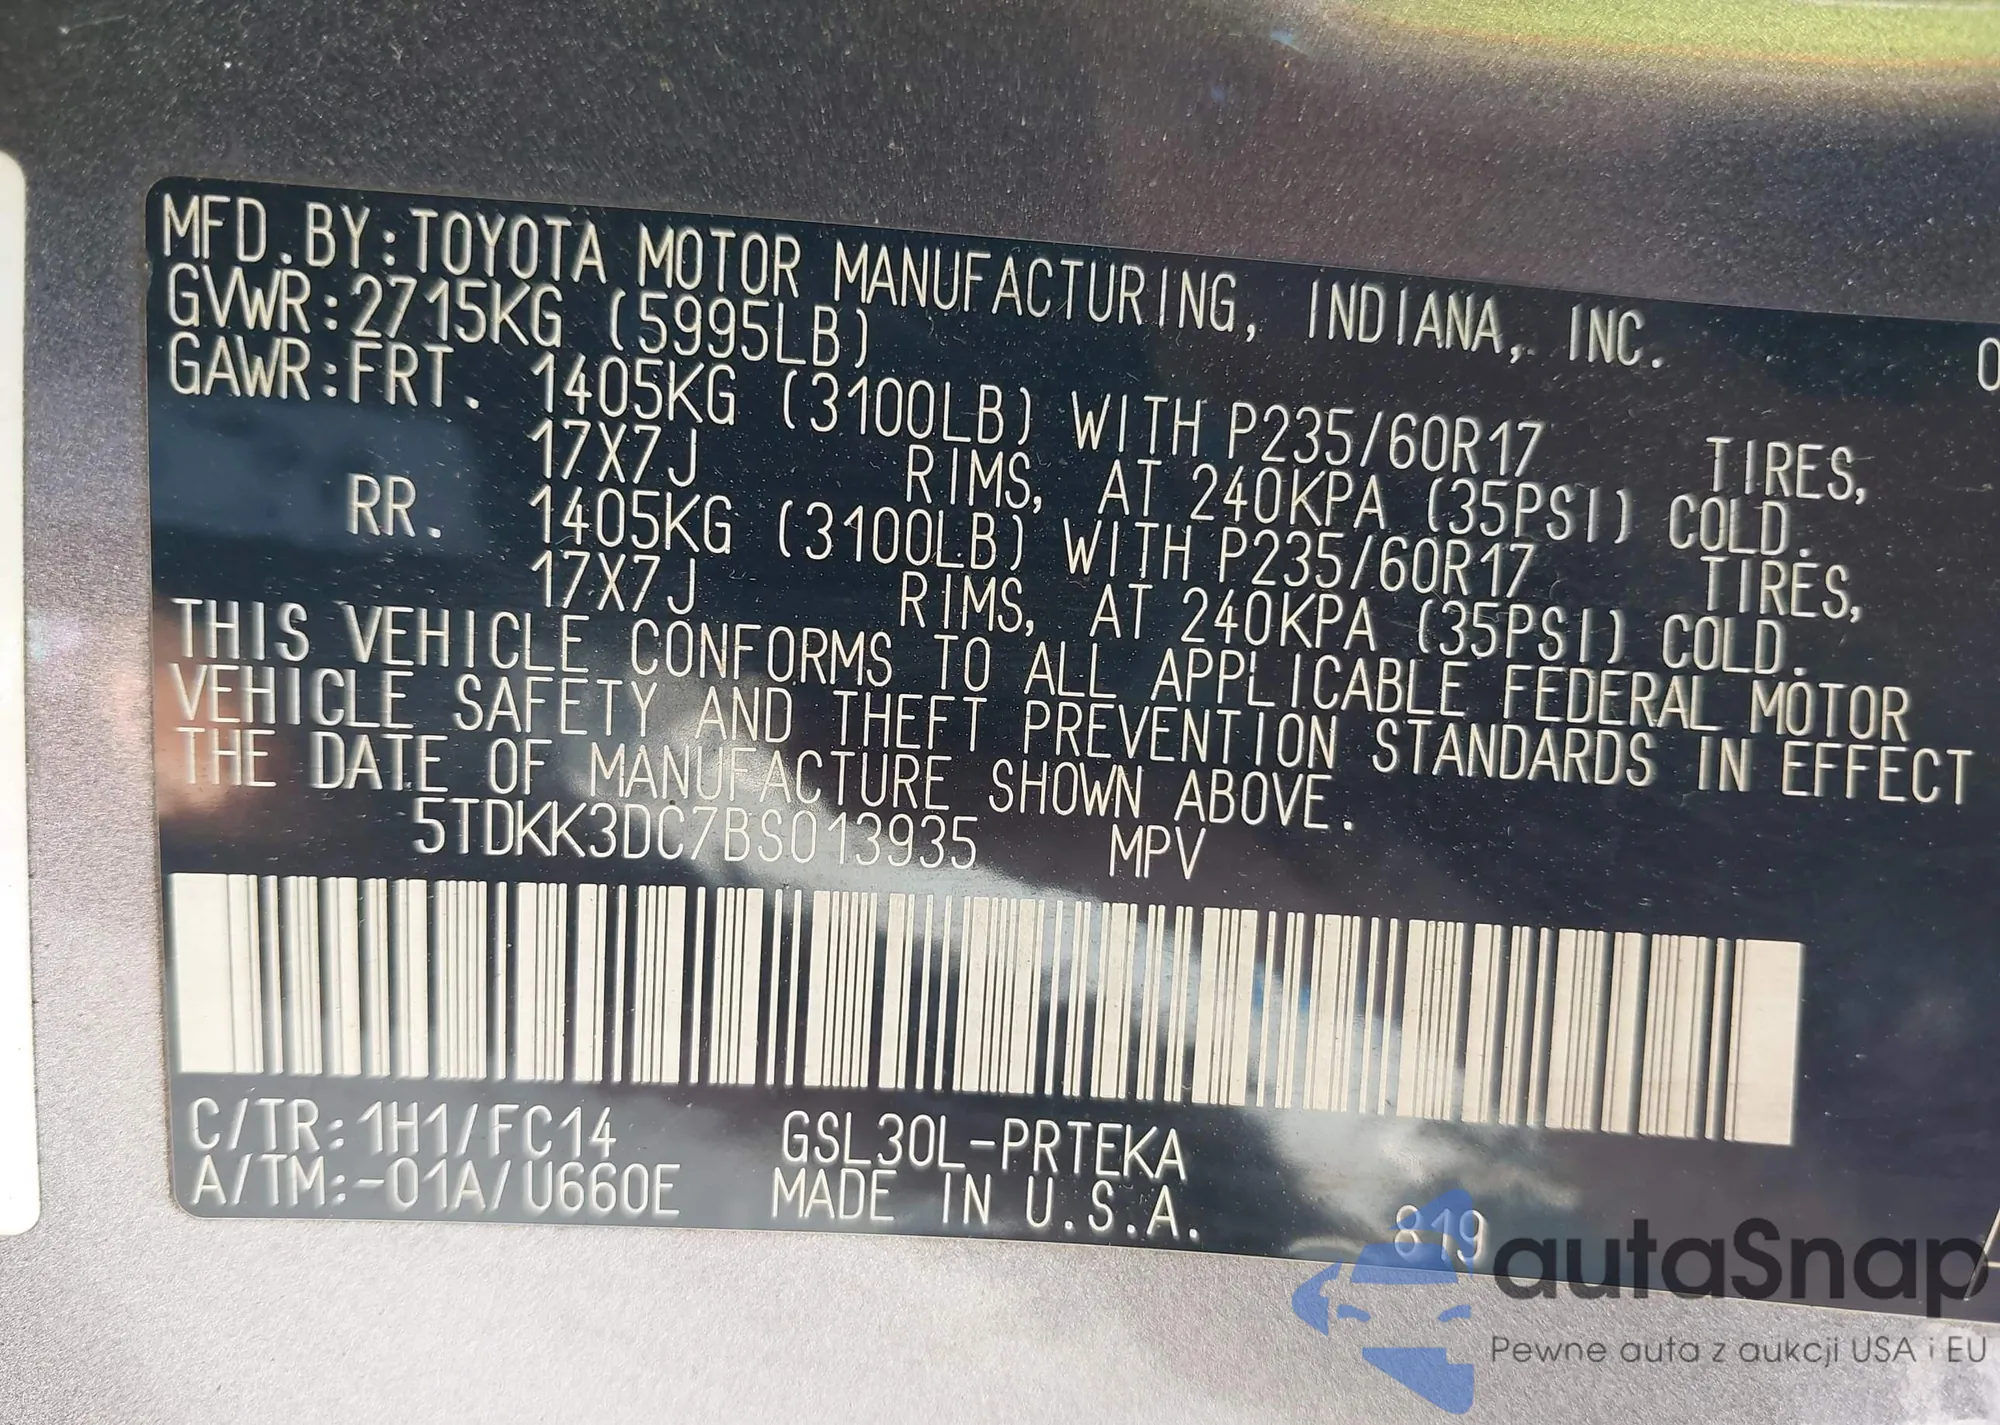 MFD.BY:TOYOTA MOTOR MANUFACTURING, INDIANA, INC. 0
GVWR:2715KG (5995LB)
GAWR:FRT. 1405KG (3100LB) WITH P235/60R17 TIRES,
17X7J RIMS, AT 240KPA (35PSI) COLD.
RR. 1405KG (3100LB) WITH P235/60R17 TIRES,
17X7J RIMS, AT 240KPA (35PSI) COLD.
THIS VEHICLE CONFORMS TO ALL APPLICABLE FEDERAL MOTOR
VEHICLE SAFETY AND THEFT PREVENTION STANDARDS IN EFFECT
THE DATE OF MANUFACTURE SHOWN ABOVE.
5TDKK3DC7BS013935 MPV
C/TR:1H1/FC14 GSL30L-PRTEKA
A/TM:-01A/U660E MADE IN U.S.A.
819
autaSnap
Pewne auta z aukcji USA i EU